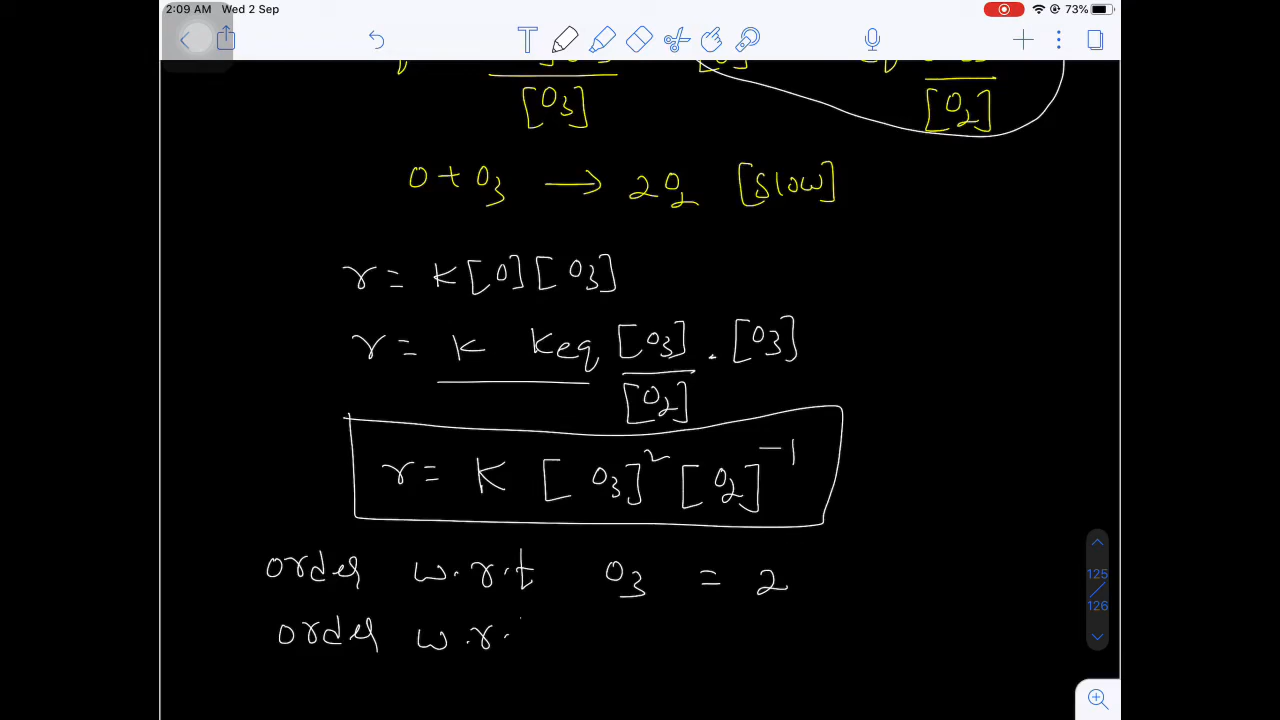 2:09 AM Wed 2 Sep 73%
T
[O3] [O2]
O + O3 → 2O2 [slow]
r = K[O][O3]
r = K Keq [O3]/[O2] . [O3]
r = K [O3]² [O2]⁻¹
order w.r.t O3 = 2
order w.r.
125
126